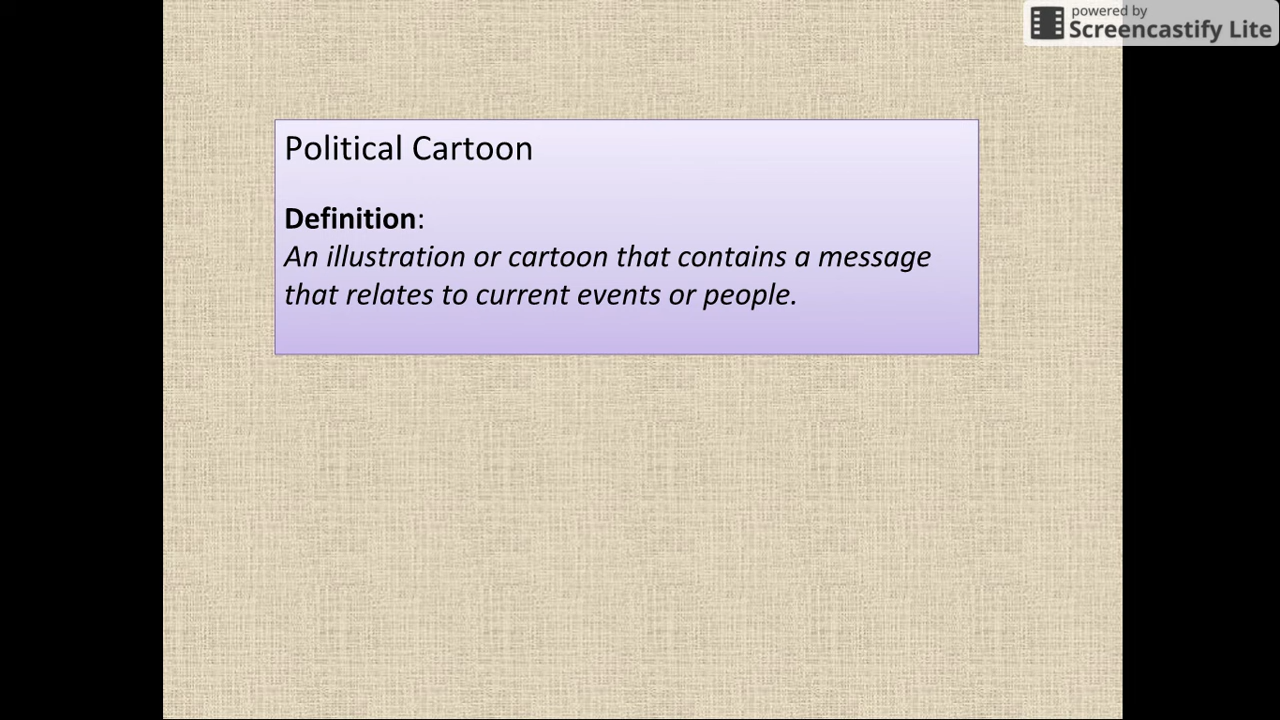 powered by
Screencastify Lite
Political Cartoon
Definition:
An illustration or cartoon that contains a message
that relates to current events or people.